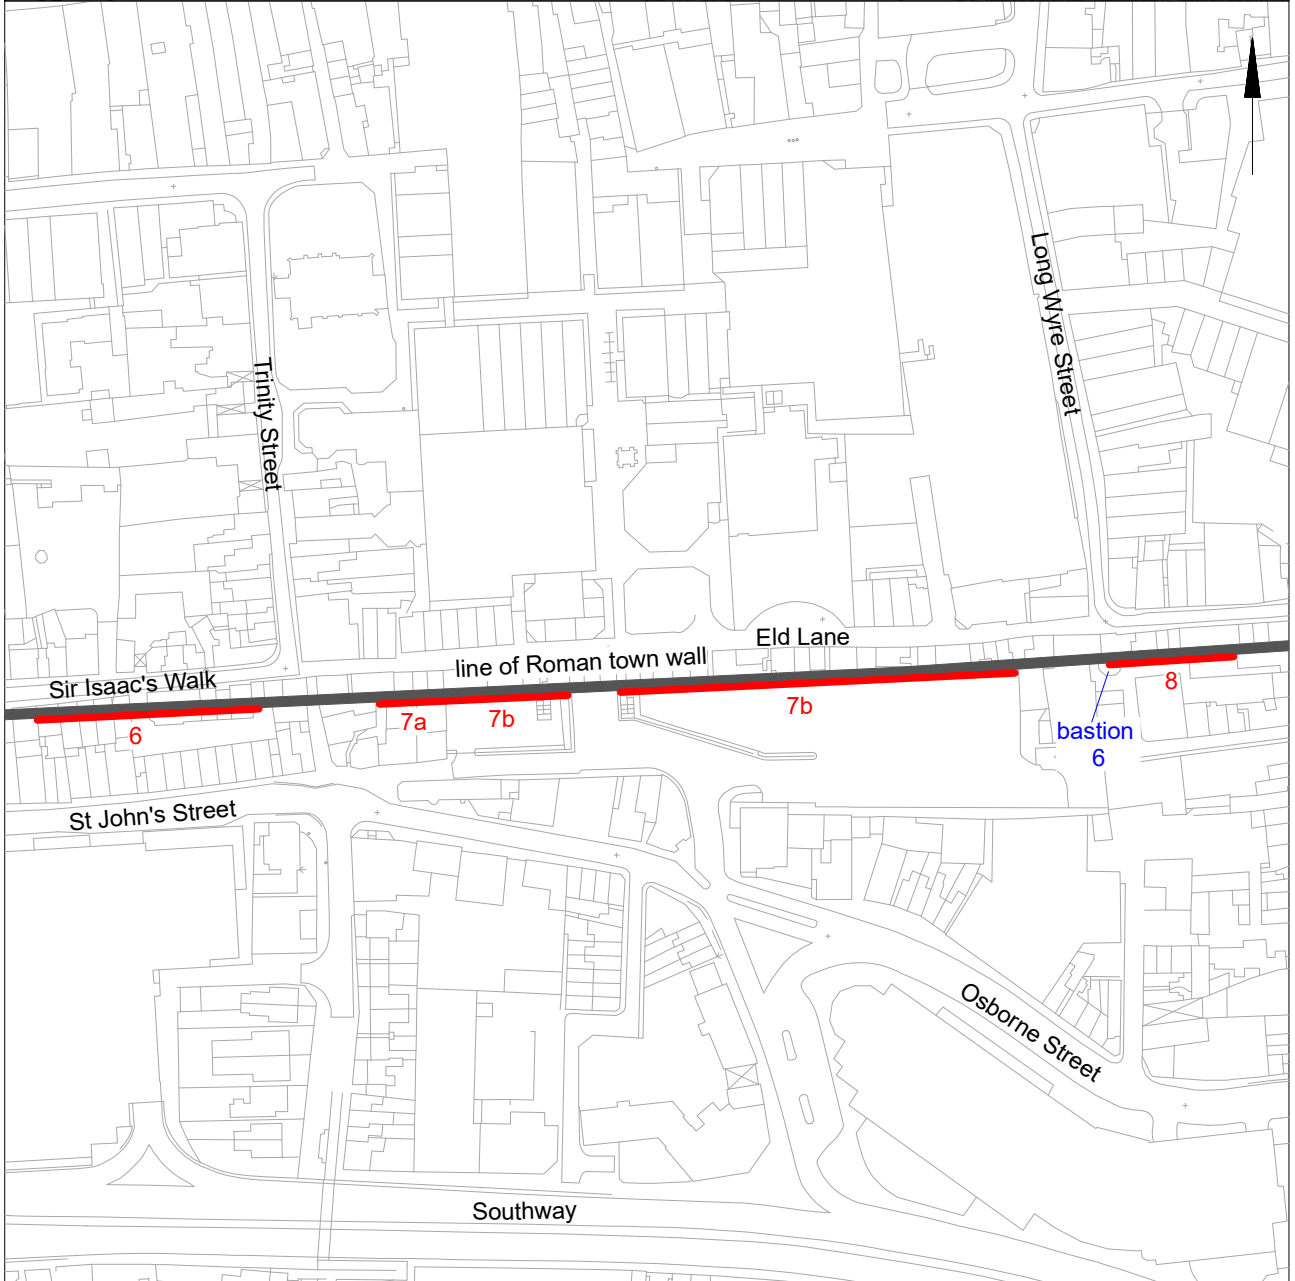 Long Wyre Street
Trinity Street
Eld Lane
line of Roman town wall
Sir Isaac's Walk
6
7a
7b
7b
8
bastion
6
St John's Street
Osborne Street
Southway